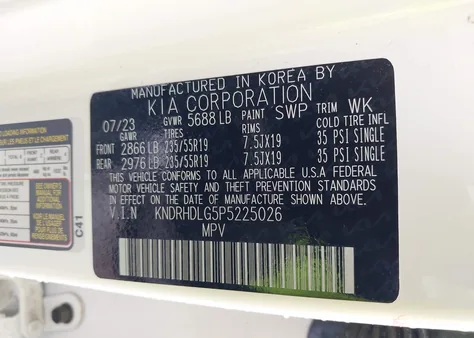 MANUFACTURED IN KOREA BY
KIA CORPORATION
07/23 GVWR 5688 LB PAINT SWP TRIM WK
GAWR TIRES RIMS COLD TIRE INFL
FRONT 2866 LB 235/55R19 7.5JX19 35 PSI SINGLE
REAR 2976 LB 235/55R19 7.5JX19 35 PSI SINGLE
THIS VEHICLE CONFORMS TO ALL APPLICABLE U.S.A FEDERAL
MOTOR VEHICLE SAFETY AND THEFT PREVENTION STANDARDS
IN EFFECT ON THE DATE OF MANUFACTURE SHOWN ABOVE.
V.I.N KNDRHDLG5P5225026
MPV
C41
LOADING INFORMATION